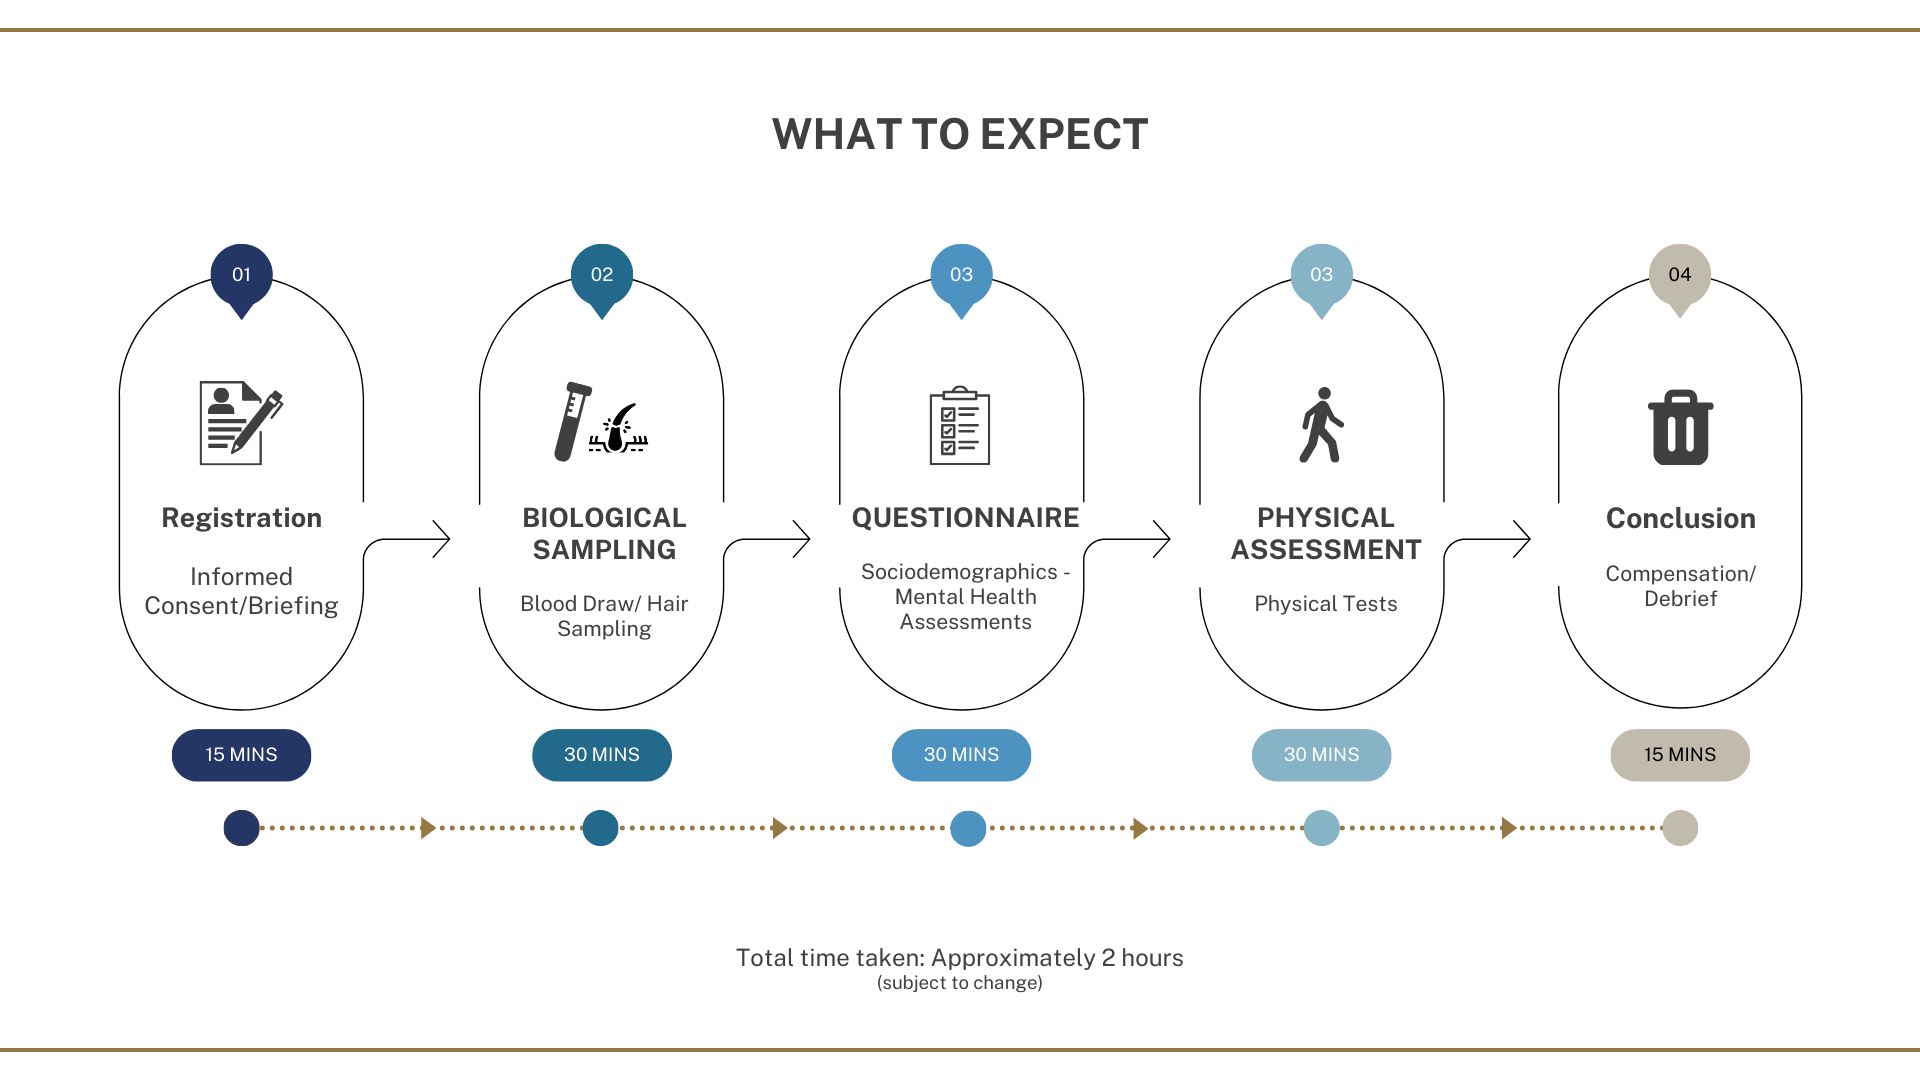 WHAT TO EXPECT
01
Registration
Informed
Consent/Briefing
15 MINS
02
BIOLOGICAL
SAMPLING
Blood Draw/ Hair
Sampling
30 MINS
03
QUESTIONNAIRE
Sociodemographics -
Mental Health
Assessments
30 MINS
03
PHYSICAL
ASSESSMENT
Physical Tests
30 MINS
04
Conclusion
Compensation/
Debrief
15 MINS
Total time taken: Approximately 2 hours
(subject to change)